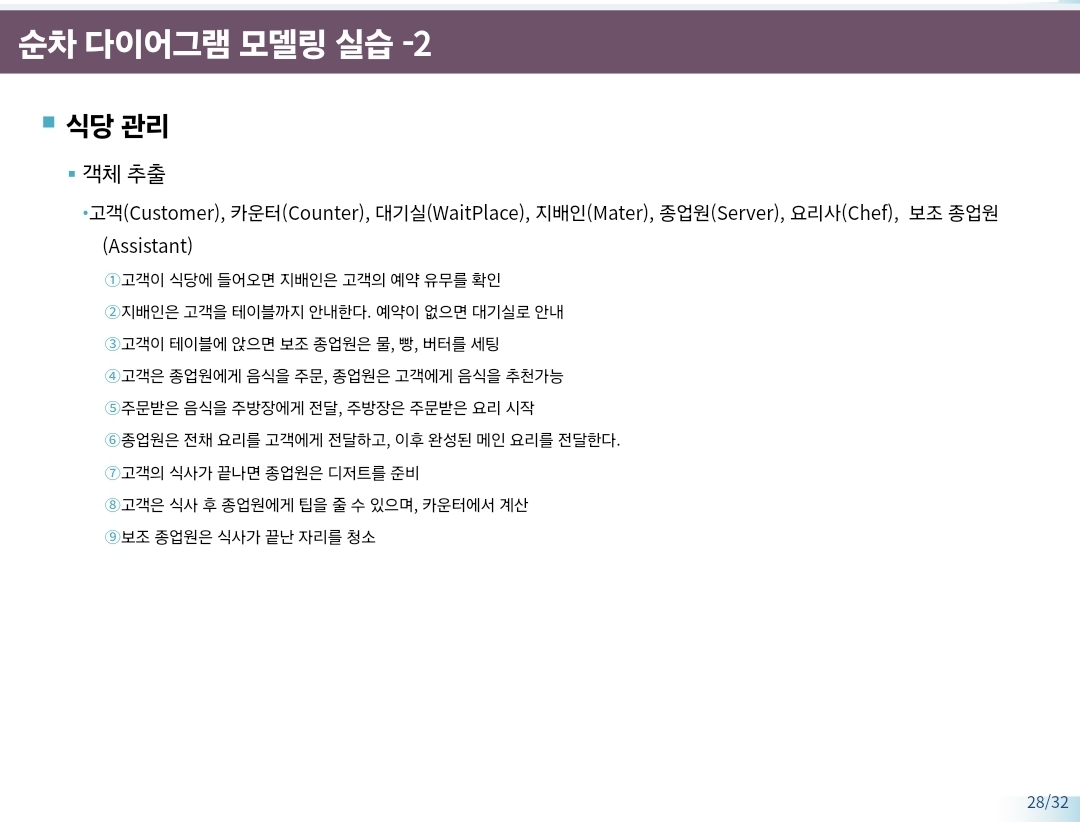 순차 다이어그램 모델링 실습 -2
▪ 식당 관리
▪ 객체 추출
•고객(Customer), 카운터(Counter), 대기실(WaitPlace), 지배인(Mater), 종업원(Server), 요리사(Chef), 보조 종업원
(Assistant)
①고객이 식당에 들어오면 지배인은 고객의 예약 유무를 확인
②지배인은 고객을 테이블까지 안내한다. 예약이 없으면 대기실로 안내
③고객이 테이블에 앉으면 보조 종업원은 물, 빵, 버터를 세팅
④고객은 종업원에게 음식을 주문, 종업원은 고객에게 음식을 추천가능
⑤주문받은 음식을 주방장에게 전달, 주방장은 주문받은 요리 시작
⑥종업원은 전채 요리를 고객에게 전달하고, 이후 완성된 메인 요리를 전달한다.
⑦고객의 식사가 끝나면 종업원은 디저트를 준비
⑧고객은 식사 후 종업원에게 팁을 줄 수 있으며, 카운터에서 계산
⑨보조 종업원은 식사가 끝난 자리를 청소
28/32